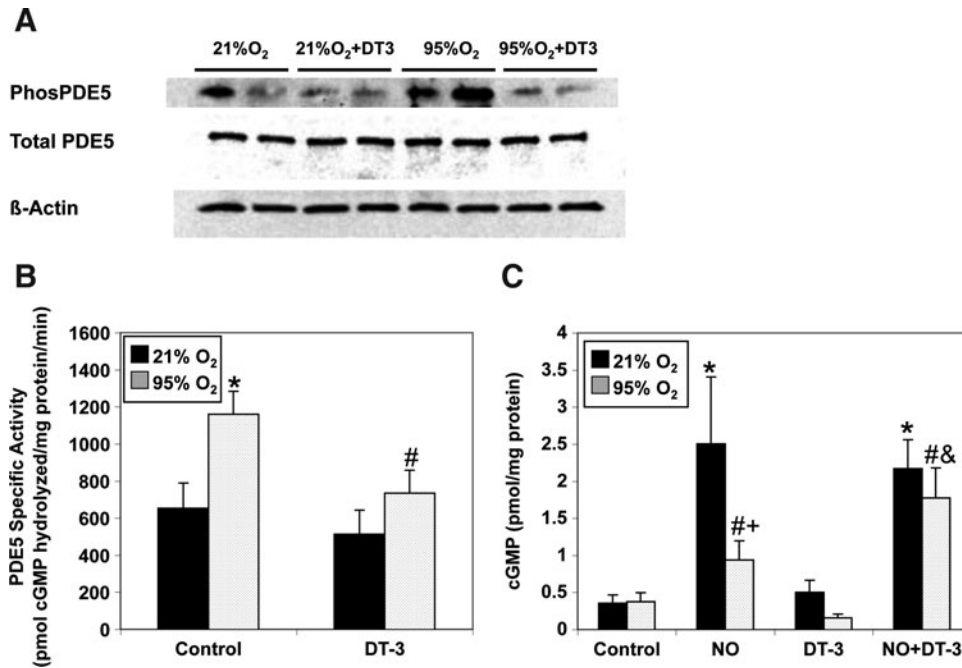 A
21%O₂ 21%O₂+DT3 95%O₂ 95%O₂+DT3
PhosPDE5
Total PDE5
ß-Actin
B
PDE5 Specific Activity
(pmol cGMP hydrolyzed/mg protein/min)
1600
1400
1200
1000
800
600
400
200
0
21% O₂
95% O₂
*
#
Control DT-3
C
cGMP (pmol/mg protein)
4
3.5
3
2.5
2
1.5
1
0.5
0
21% O₂
95% O₂
*
#+
*
#&
Control NO DT-3 NO+DT-3